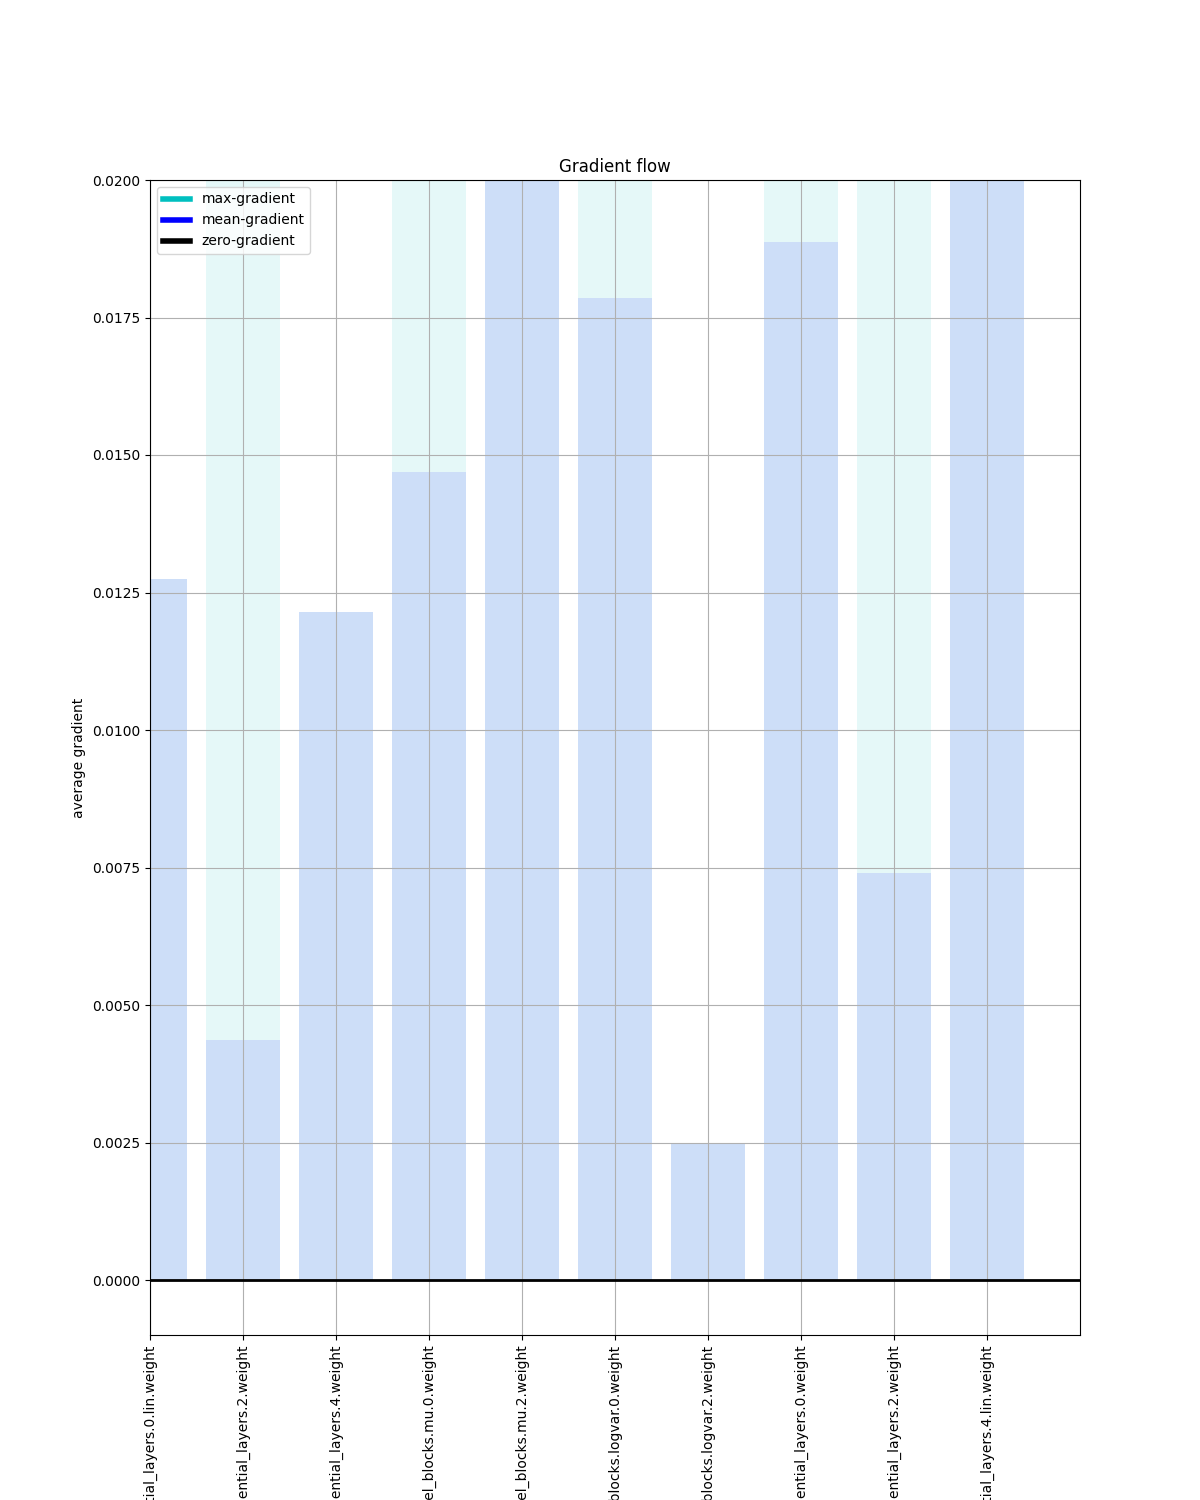 Gradient flow
max-gradient
mean-gradient
zero-gradient
0.0200
0.0175
0.0150
0.0125
0.0100
0.0075
0.0050
0.0025
0.0000
average gradient
tial_layers.0.lin.weight
ential_layers.2.weight
ential_layers.4.weight
el_blocks.mu.0.weight
el_blocks.mu.2.weight
blocks.logvar.0.weight
blocks.logvar.2.weight
ential_layers.0.weight
ential_layers.2.weight
tial_layers.4.lin.weight